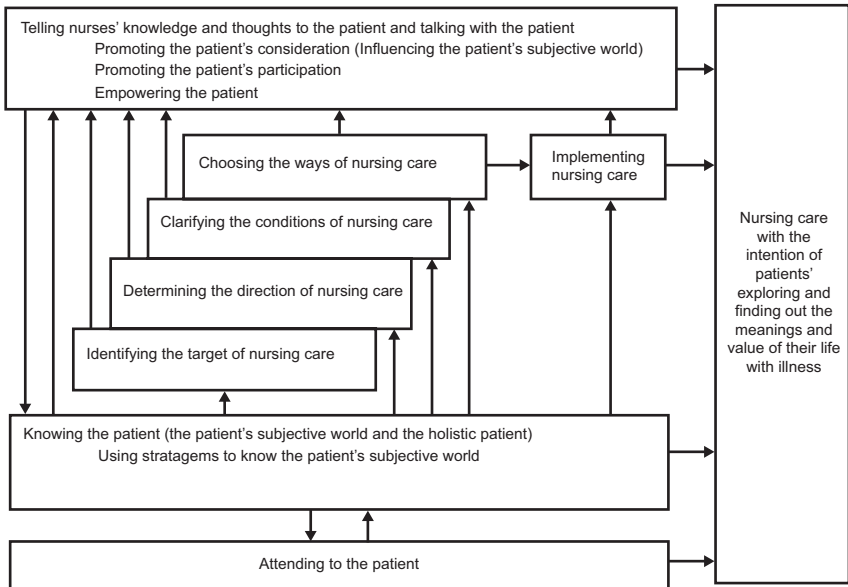 Telling nurses’ knowledge and thoughts to the patient and talking with the patient
Promoting the patient’s consideration (Influencing the patient’s subjective world)
Promoting the patient’s participation
Empowering the patient
Choosing the ways of nursing care
Implementing
nursing care
Clarifying the conditions of nursing care
Determining the direction of nursing care
Identifying the target of nursing care
Knowing the patient (the patient’s subjective world and the holistic patient)
Using stratagems to know the patient’s subjective world
Attending to the patient
Nursing care
with the
intention of
patients’
exploring and
finding out the
meanings and
value of their life
with illness